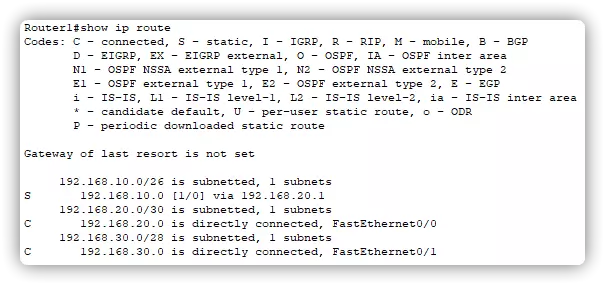 Router1#show ip route
Codes: C - connected, S - static, I - IGRP, R - RIP, M - mobile, B - BGP
D - EIGRP, EX - EIGRP external, O - OSPF, IA - OSPF inter area
N1 - OSPF NSSA external type 1, N2 - OSPF NSSA external type 2
E1 - OSPF external type 1, E2 - OSPF external type 2, E - EGP
i - IS-IS, L1 - IS-IS level-1, L2 - IS-IS level-2, ia - IS-IS inter area
* - candidate default, U - per-user static route, o - ODR
P - periodic downloaded static route
Gateway of last resort is not set
192.168.10.0/26 is subnetted, 1 subnets
S 192.168.10.0 [1/0] via 192.168.20.1
192.168.20.0/30 is subnetted, 1 subnets
C 192.168.20.0 is directly connected, FastEthernet0/0
192.168.30.0/28 is subnetted, 1 subnets
C 192.168.30.0 is directly connected, FastEthernet0/1